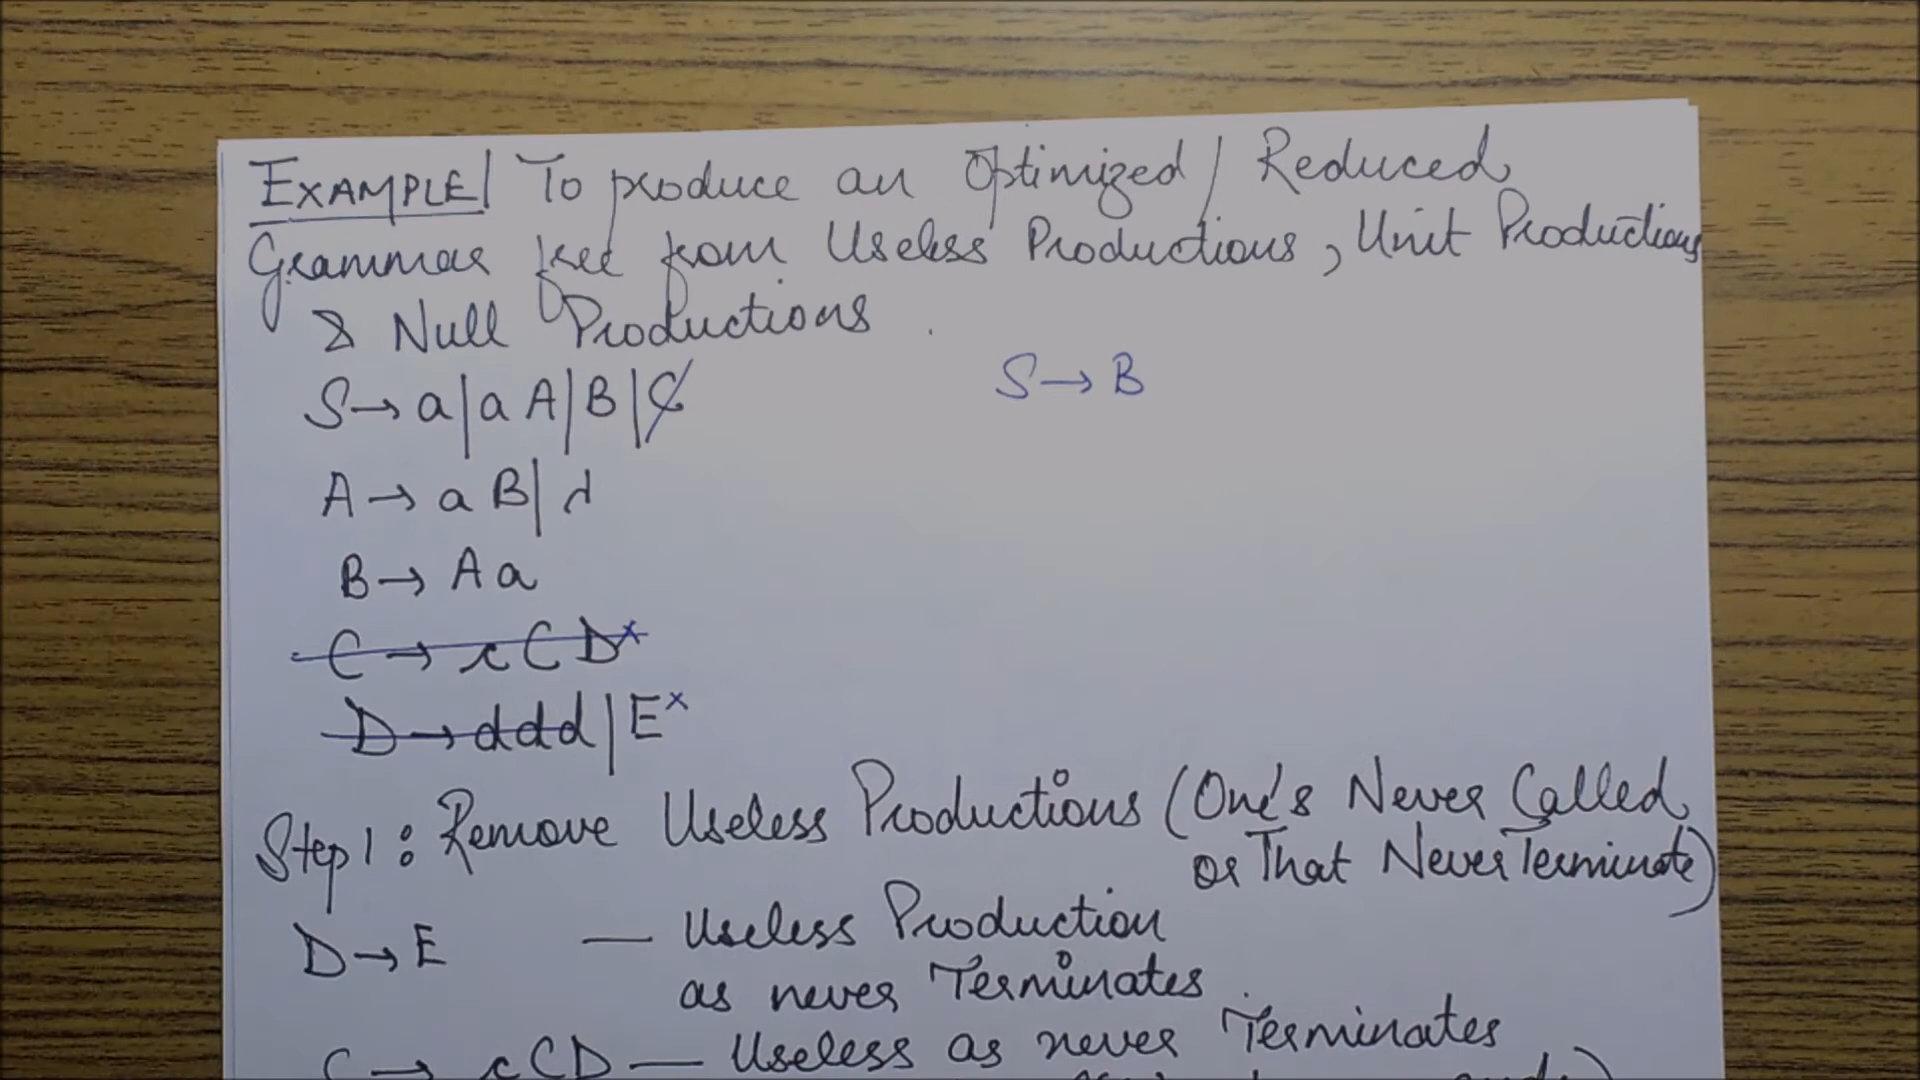 EXAMPLE| To produce an Optimized / Reduced
Grammar free from Useless Productions, Unit Productions
& Null Productions.
S→a|aA|B|C
S→B
A→aB|λ
B→Aa
C→cCD×
D→ddd|E×
Step 1: Remove Useless Productions (One's Never Called
or That Never Terminate)
D→E — Useless Production
as never Terminates
C→cCD — Useless as never Terminates